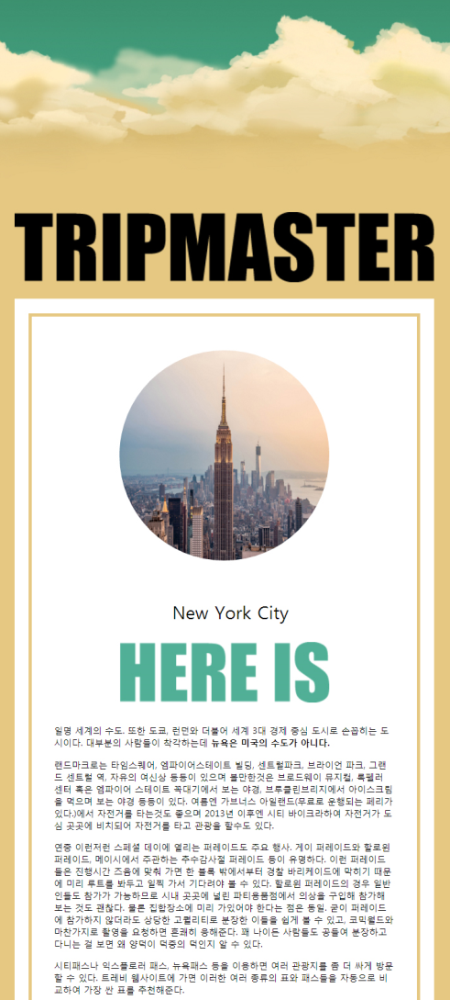 TRIPMASTER
New York City
HERE IS
일명 세계의 수도. 또한 도쿄, 런던와 더불어 세계 3대 경제 중심 도시로 손꼽히는 도
시이다. 대부분의 사람들이 착각하는데 뉴욕은 미국의 수도가 아니다.
랜드마크로는 타임스퀘어, 엠파이어스테이트 빌딩, 센트럴파크, 브라이언 파크, 그랜
드 센트럴 역, 자유의 여신상 등등이 있으며 볼만한것은 브로드웨이 뮤지컬, 록펠러
센터 혹은 엠파이어 스테이트 꼭대기에서 보는 야경, 브루클린브리지에서 아이스크림
을 먹으며 보는 야경 등등이 있다. 여름엔 가브너스 아일랜드(무료로 운행되는 페리가
있다.)에서 자전거를 타는것도 좋으며 2013년 이후엔 시티 바이크라하여 자전거가 도
심 곳곳에 비치되어 자전거를 타고 관광을 할수도 있다.
연중 이런저런 스페셜 데이에 열리는 퍼레이드도 주요 행사. 게이 퍼레이드와 할로윈
퍼레이드, 메이시에서 주관하는 추수감사절 퍼레이드 등이 유명하다. 이런 퍼레이드
들은 진행시간 즈음에 맞춰 가면 한 블록 밖에서부터 경찰 바리케이드에 막히기 때문
에 미리 루트를 봐두고 일찍 가서 기다려야 볼 수 있다. 할로윈 퍼레이드의 경우 일반
인들도 참가가 가능하므로 시내 곳곳에 널린 파티용품점에서 의상을 구입해 참가해
보는 것도 괜찮다. 물론 집합장소에 미리 가있어야 한다는 점은 동일. 굳이 퍼레이드
에 참가하지 않더라도 상당한 고퀄리티로 분장한 이들을 쉽게 볼 수 있고, 코믹월드와
마찬가지로 촬영을 요청하면 흔쾌히 응해준다. 꽤 나이든 사람들도 공들여 분장하고
다니는 걸 보면 왜 양덕이 덕중의 덕인지 알 수 있다.
시티패스나 익스플로러 패스, 뉴욕패스 등을 이용하면 여러 관광지를 좀 더 싸게 방문
할 수 있다. 트레비 웹사이트에 가면 이러한 여러 종류의 표와 패스들을 자동으로 비
교하여 가장 싼 표를 추천해준다.